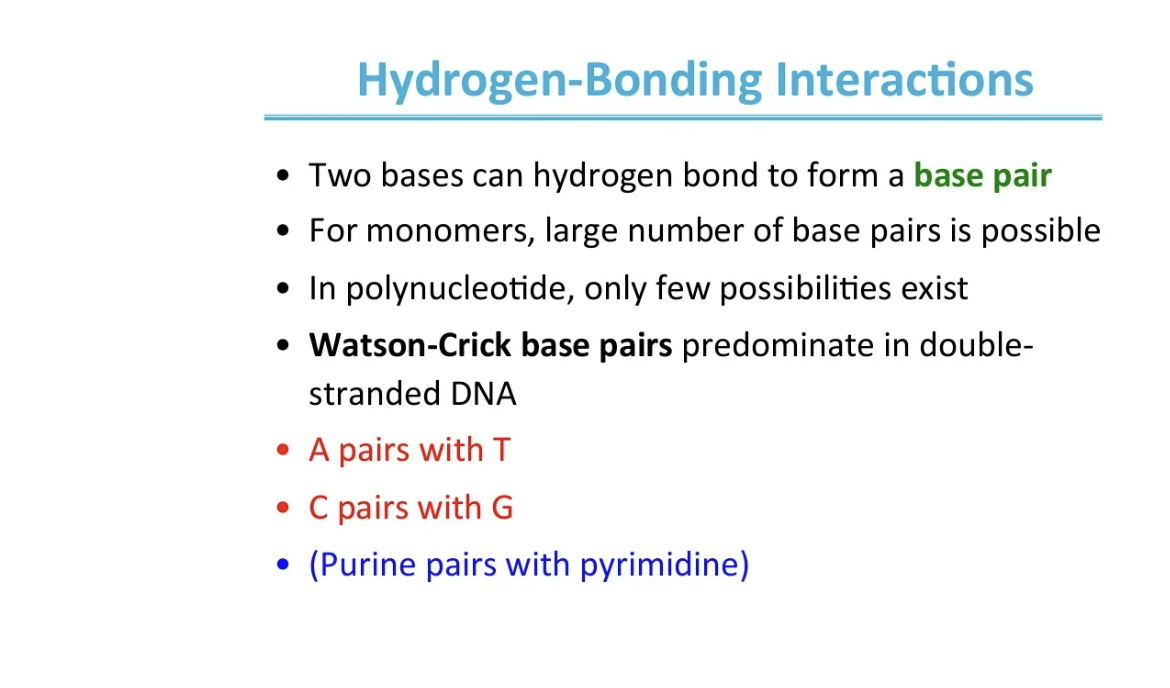 Hydrogen-Bonding Interactions
• Two bases can hydrogen bond to form a base pair
• For monomers, large number of base pairs is possible
• In polynucleotide, only few possibilities exist
• Watson-Crick base pairs predominate in double-
stranded DNA
• A pairs with T
• C pairs with G
• (Purine pairs with pyrimidine)